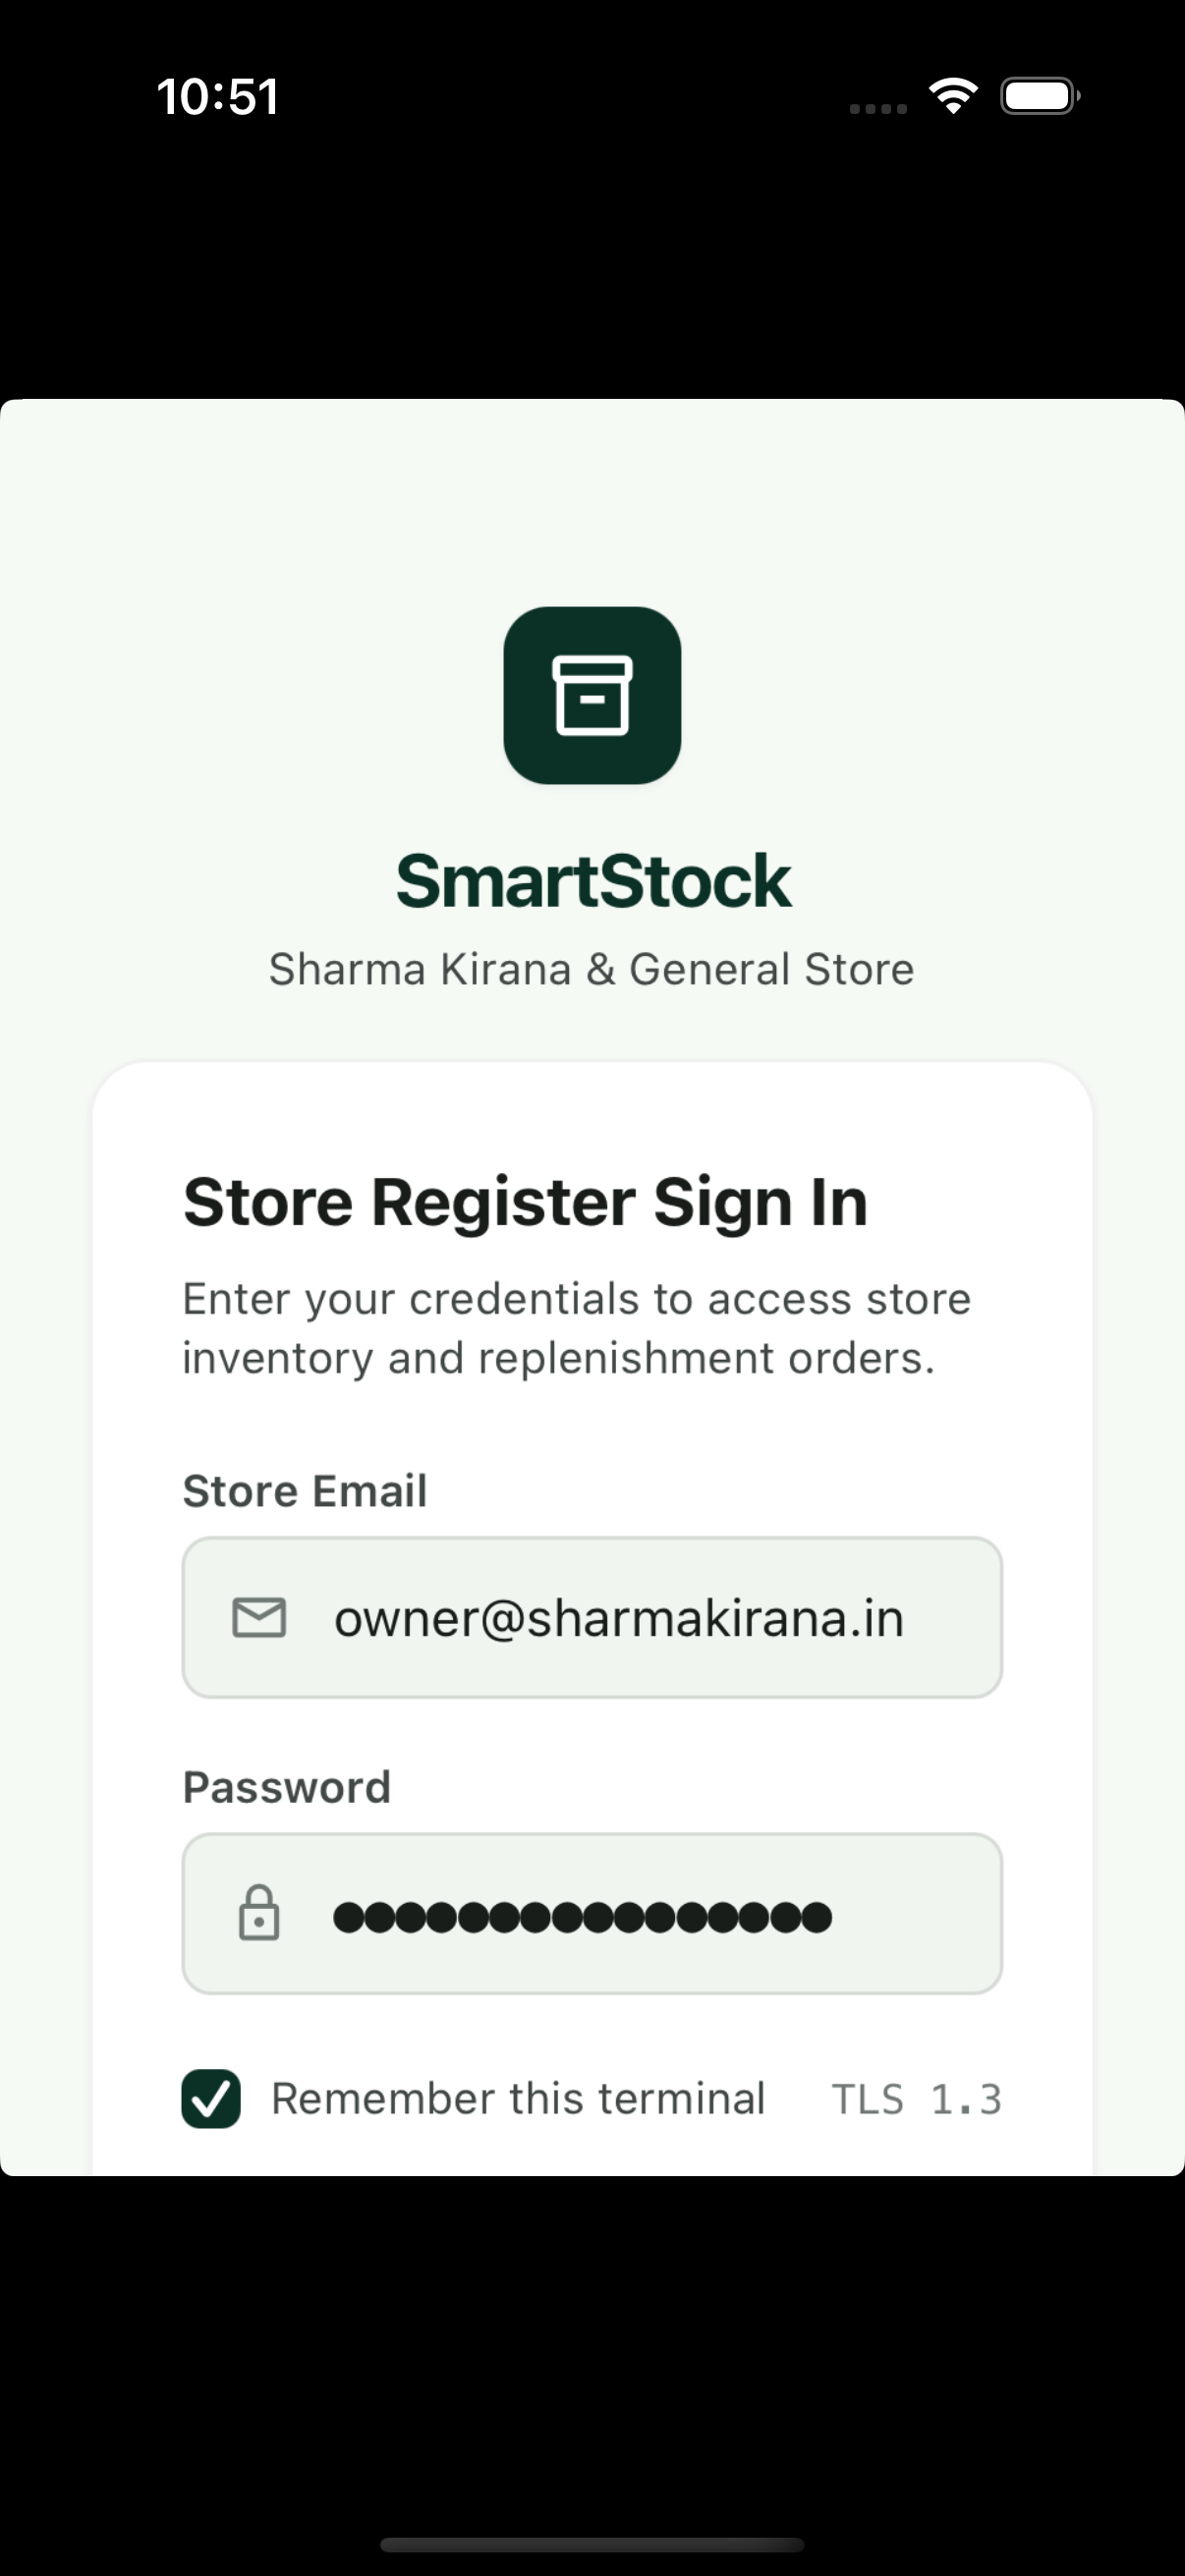 10:51
SmartStock
Sharma Kirana & General Store
Store Register Sign In
Enter your credentials to access store
inventory and replenishment orders.
Store Email
owner@sharmakirana.in
Password
Remember this terminal
TLS 1.3